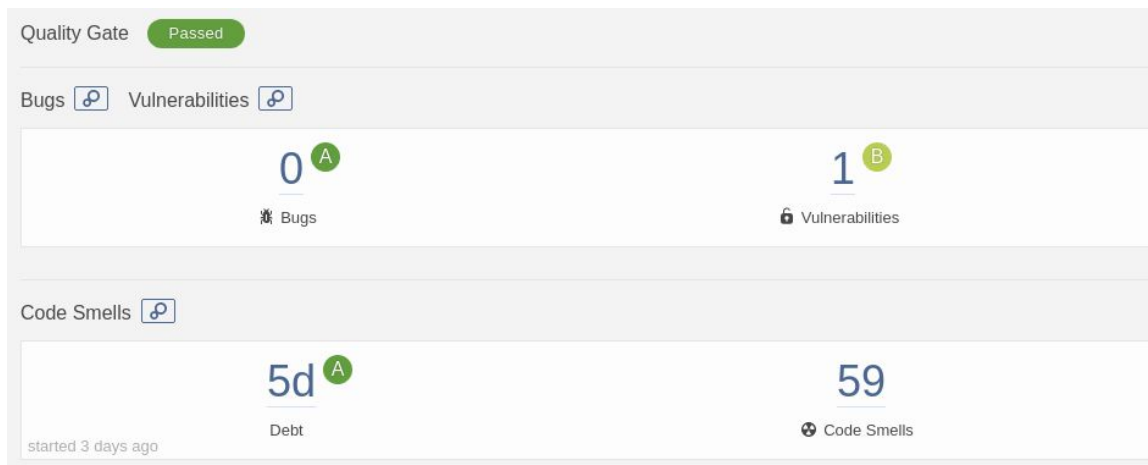 Quality Gate Passed
Bugs Vulnerabilities
0 A 1 B
Bugs Vulnerabilities
Code Smells
5d A 59
Debt Code Smells
started 3 days ago